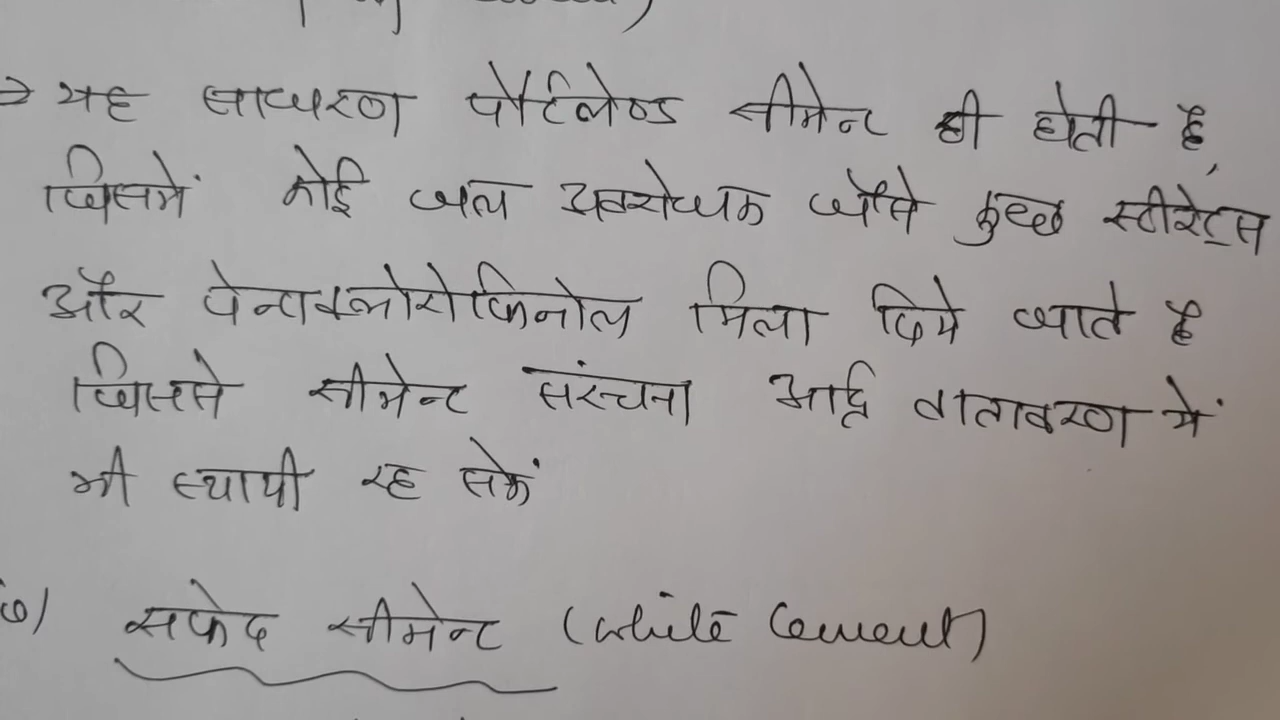 ⇒ यह साधारण पोर्टलेण्ड सीमेन्ट ही होती है,
जिसमें कोई जल अवरोधक जैसे कुछ स्टीरेट्स
और पेन्टाक्लोरोफिनोल मिला दिये जाते है
जिससे सीमेन्ट संरचना आर्द्र वातावरण में
भी स्थायी रह सकें
सफेद सीमेन्ट (white Cement)